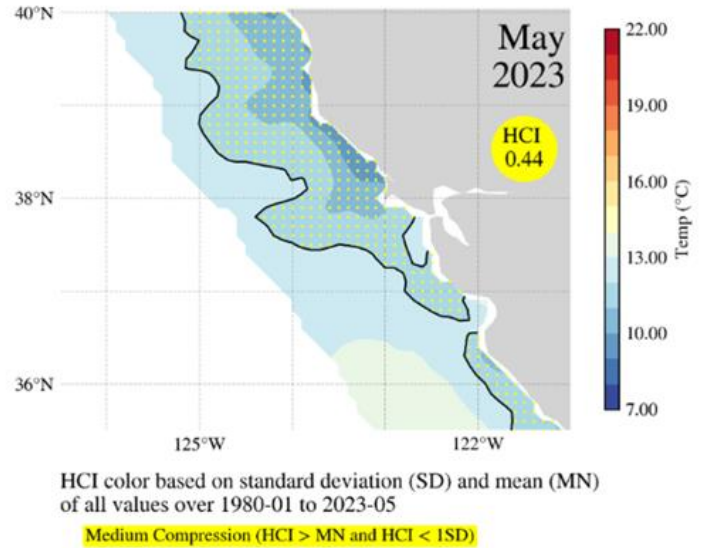 40°N
May
2023
HCI
0.44
38°N
36°N
125°W
122°W
22.00
19.00
16.00
13.00
10.00
7.00
Temp (°C)
HCI color based on standard deviation (SD) and mean (MN)
of all values over 1980-01 to 2023-05
Medium Compression (HCI > MN and HCI < 1SD)